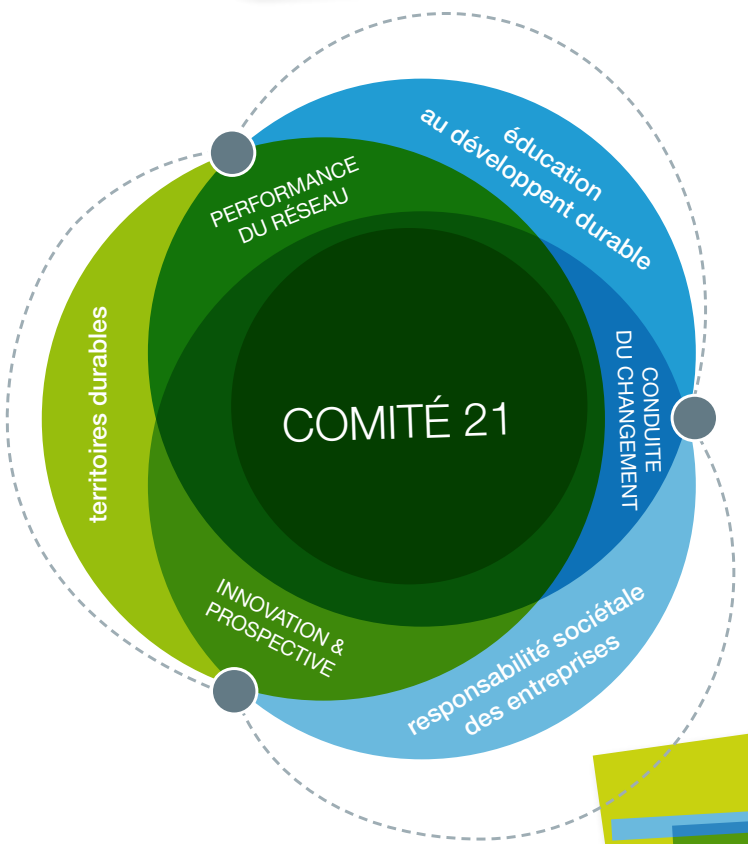 éducation
au développent durable
PERFORMANCE
DU RÉSEAU
territoires durables
CONDUITE
DU CHANGEMENT
COMITÉ 21
INNOVATION &
PROSPECTIVE
responsabilité sociétale
des entreprises